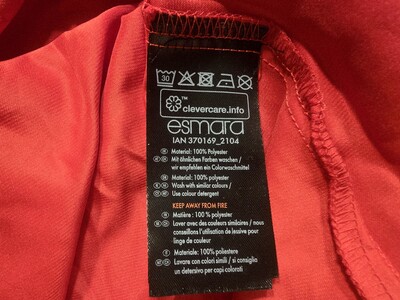 30
clevercare.info
esmara
IAN 370169_2104
Material: 100% Polyester
Mit ähnlichen Farben waschen /
wir empfehlen ein Colorwaschmittel
Material: 100% Polyester
Wash with similar colours /
Use colour detergent
KEEP AWAY FROM FIRE
Matière : 100 % polyester
Laver avec des couleurs similaires / nous
conseillons l'utilisation de lessive pour
linge de couleur
Materiale: 100% poliestere
Lavare con colori simili / si consiglia
un detersivo per capi colorati